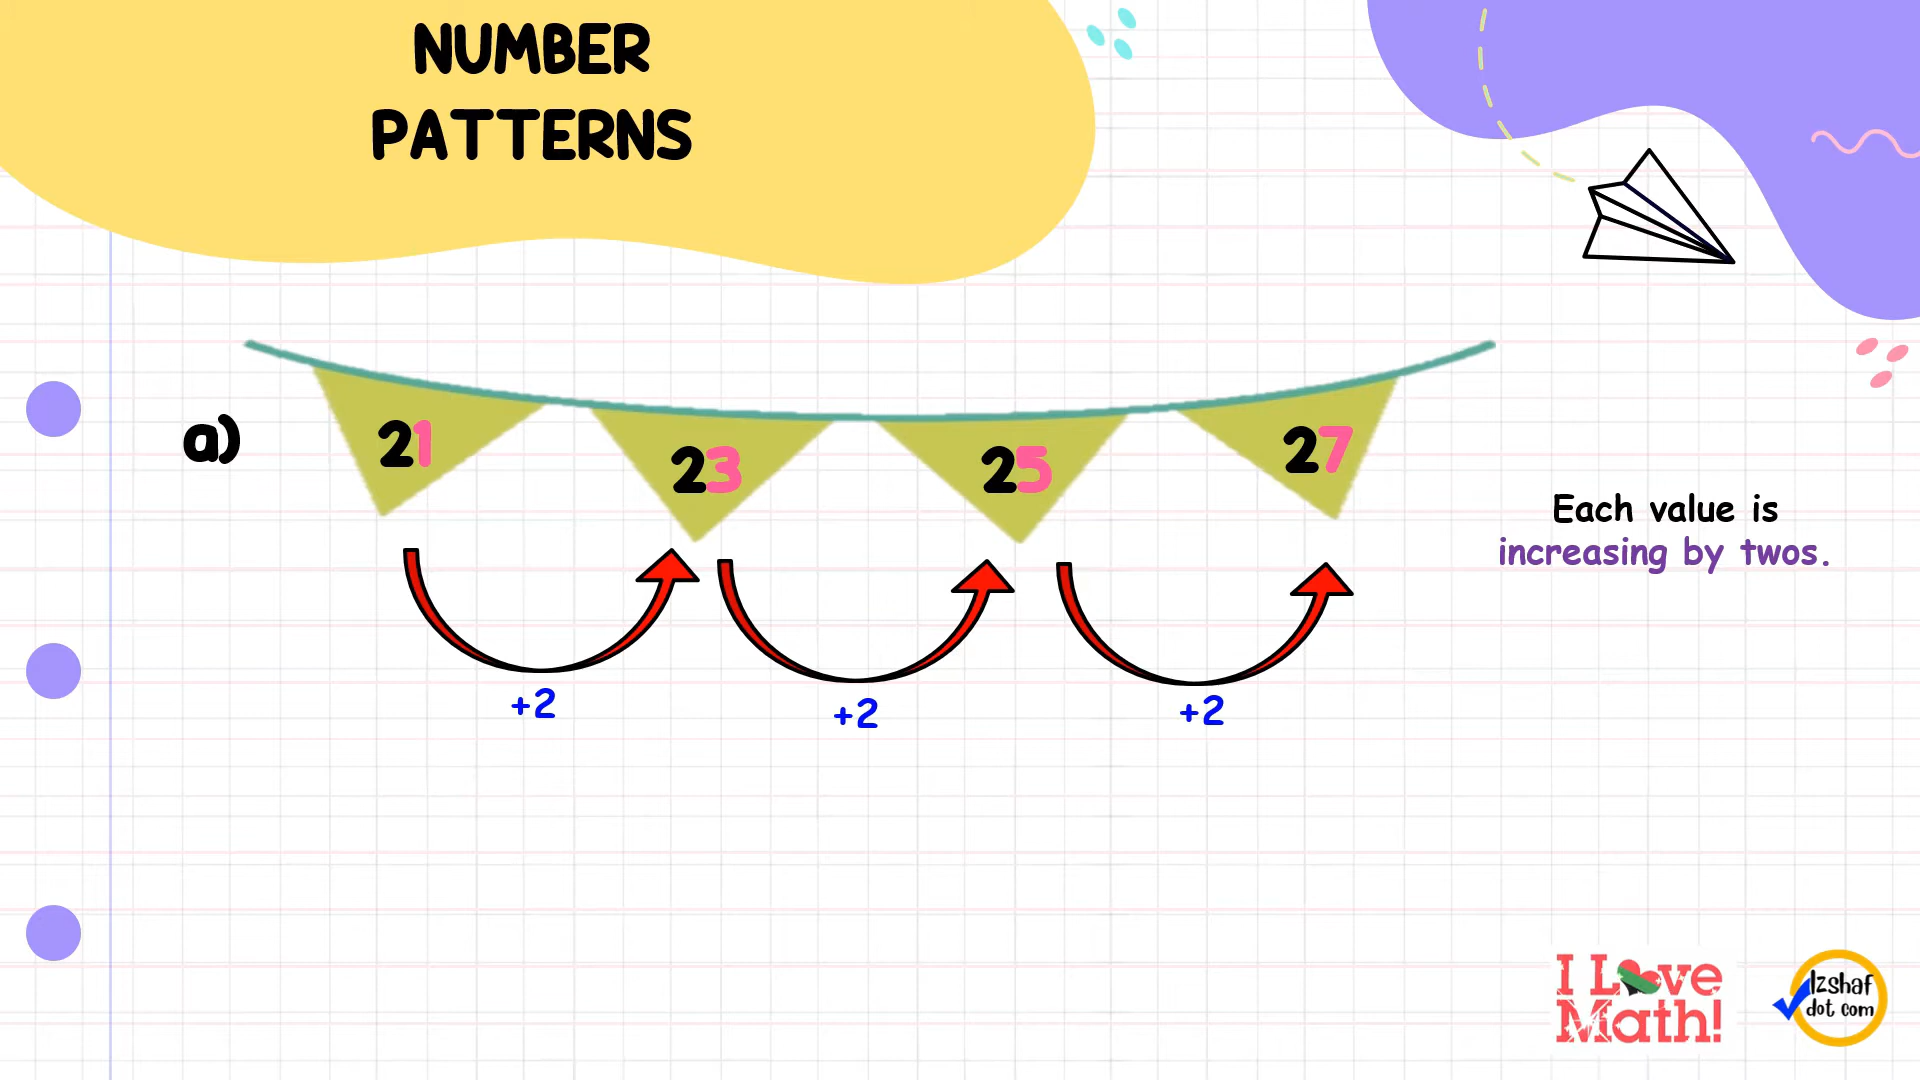 NUMBER
PATTERNS
a)
21
23
25
27
Each value is
increasing by twos.
+2
+2
+2
I Love
Math!
Izshaf
dot com